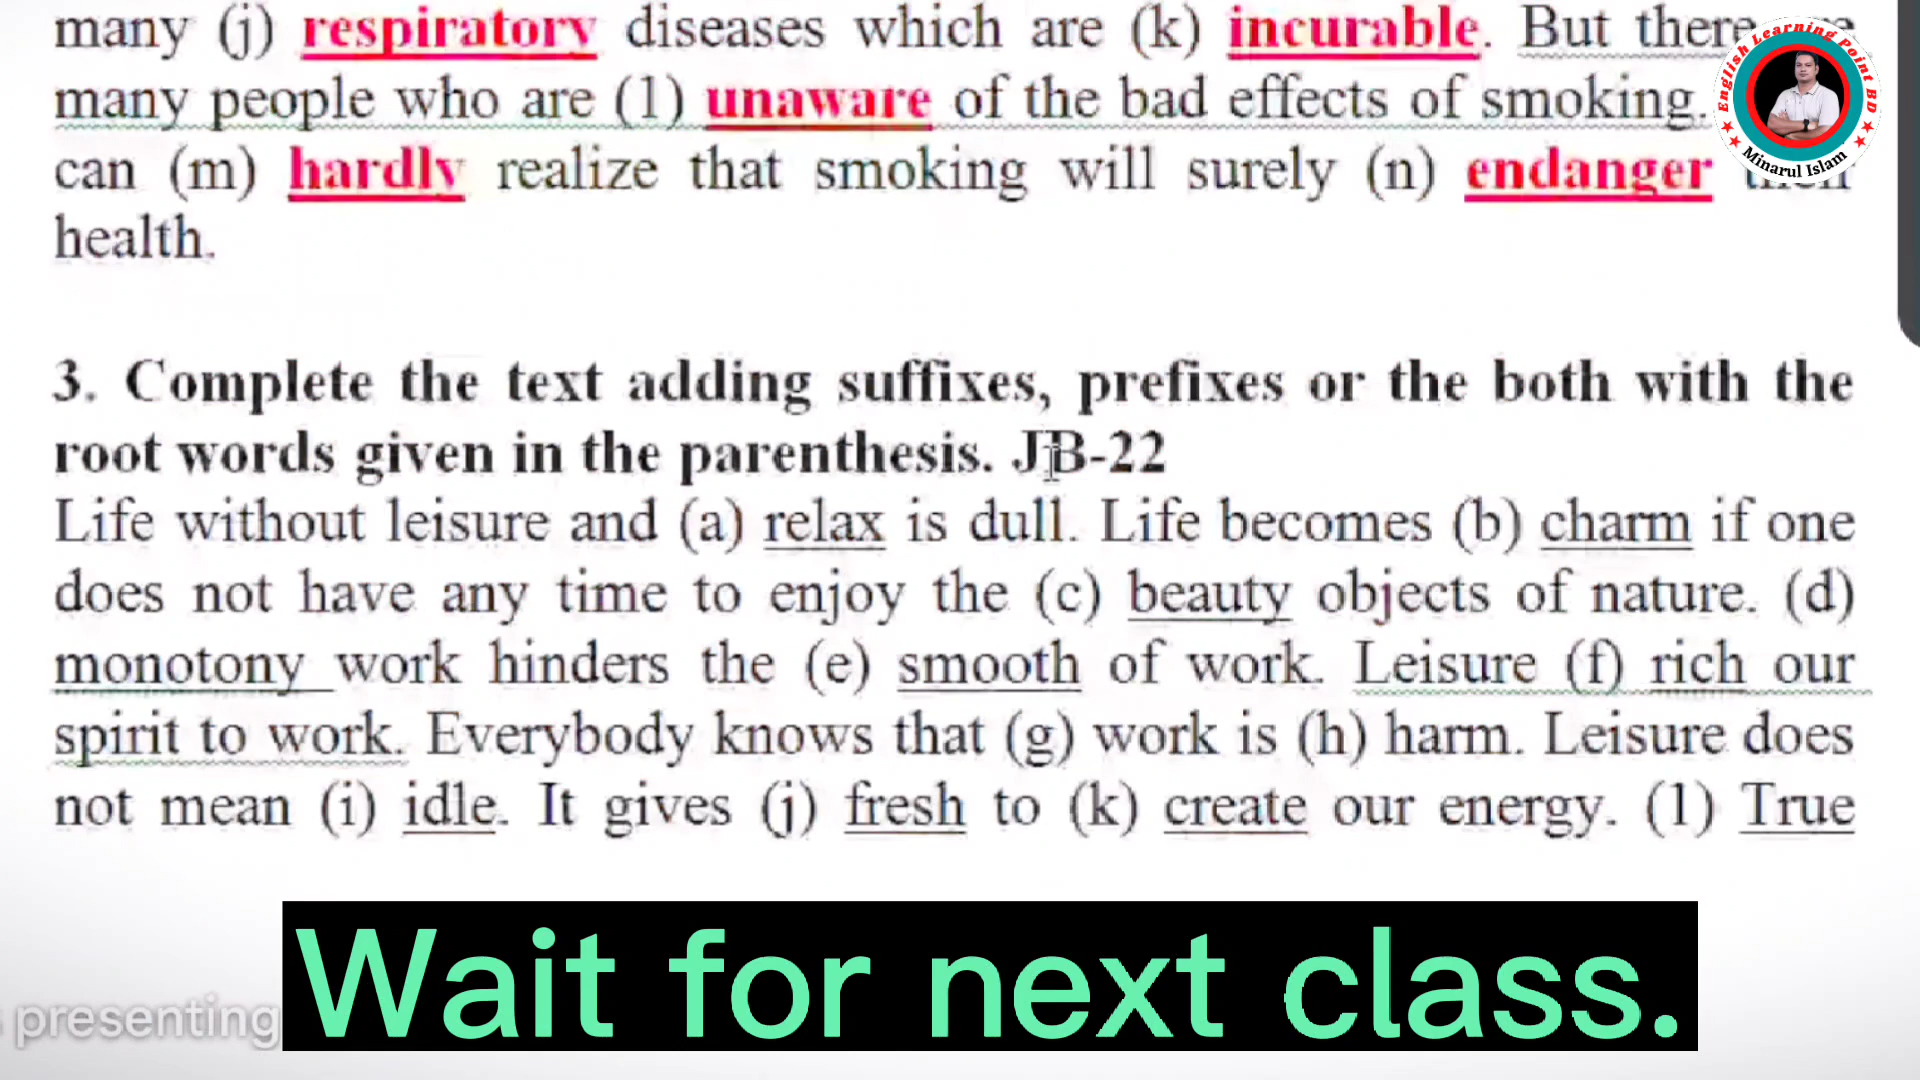 many (j) respiratory diseases which are (k) incurable. But there
many people who are (1) unaware of the bad effects of smoking.
can (m) hardly realize that smoking will surely (n) endanger their
health.
3. Complete the text adding suffixes, prefixes or the both with the
root words given in the parenthesis. JB-22
Life without leisure and (a) relax is dull. Life becomes (b) charm if one
does not have any time to enjoy the (c) beauty objects of nature. (d)
monotony work hinders the (e) smooth of work. Leisure (f) rich our
spirit to work. Everybody knows that (g) work is (h) harm. Leisure does
not mean (i) idle. It gives (j) fresh to (k) create our energy. (1) True
English Learning Point BD
Minarul Islam
presenting
Wait for next class.